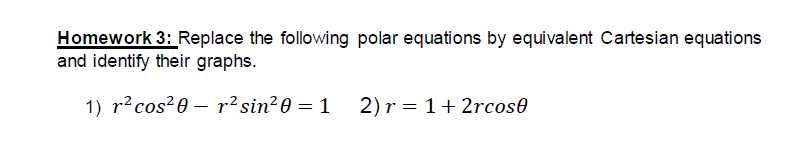 Homework 3: Replace the following polar equations by equivalent Cartesian equations
and identify their graphs.
1) r²cos²θ – r²sin²θ = 1 2) r = 1 + 2rcosθ